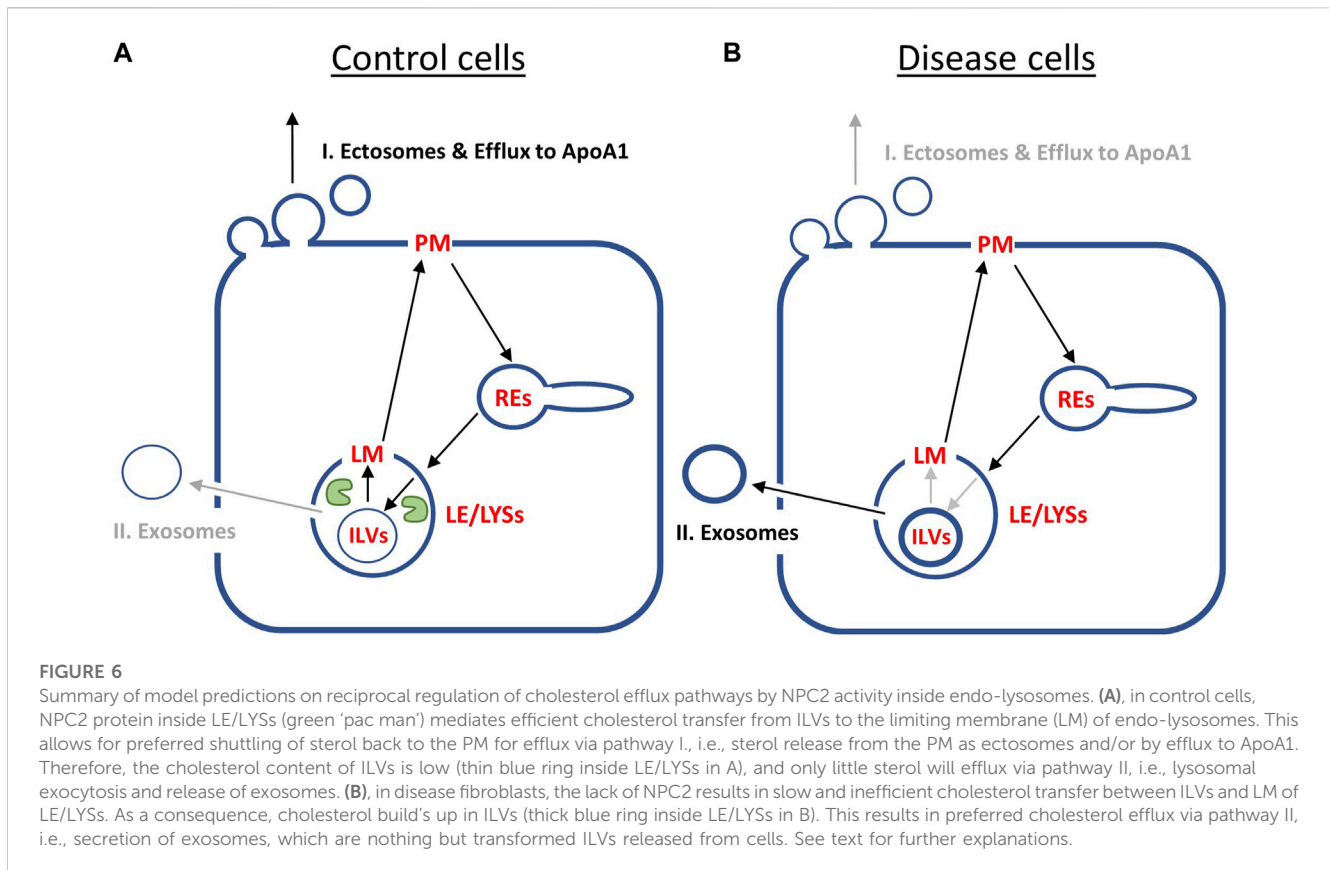 A
Control cells
I. Ectosomes & Efflux to ApoA1
PM
REs
LM
LE/LYSs
ILVs
II. Exosomes
B
Disease cells
I. Ectosomes & Efflux to ApoA1
PM
REs
LM
LE/LYSs
ILVs
II. Exosomes
FIGURE 6
Summary of model predictions on reciprocal regulation of cholesterol efflux pathways by NPC2 activity inside endo-lysosomes. (A), in control cells,
NPC2 protein inside LE/LYSs (green ‘pac man’) mediates efficient cholesterol transfer from ILVs to the limiting membrane (LM) of endo-lysosomes. This
allows for preferred shuttling of sterol back to the PM for efflux via pathway I., i.e., sterol release from the PM as ectosomes and/or by efflux to ApoA1.
Therefore, the cholesterol content of ILVs is low (thin blue ring inside LE/LYSs in A), and only little sterol will efflux via pathway II, i.e., lysosomal
exocytosis and release of exosomes. (B), in disease fibroblasts, the lack of NPC2 results in slow and inefficient cholesterol transfer between ILVs and LM of
LE/LYSs. As a consequence, cholesterol build’s up in ILVs (thick blue ring inside LE/LYSs in B). This results in preferred cholesterol efflux via pathway II,
i.e., secretion of exosomes, which are nothing but transformed ILVs released from cells. See text for further explanations.